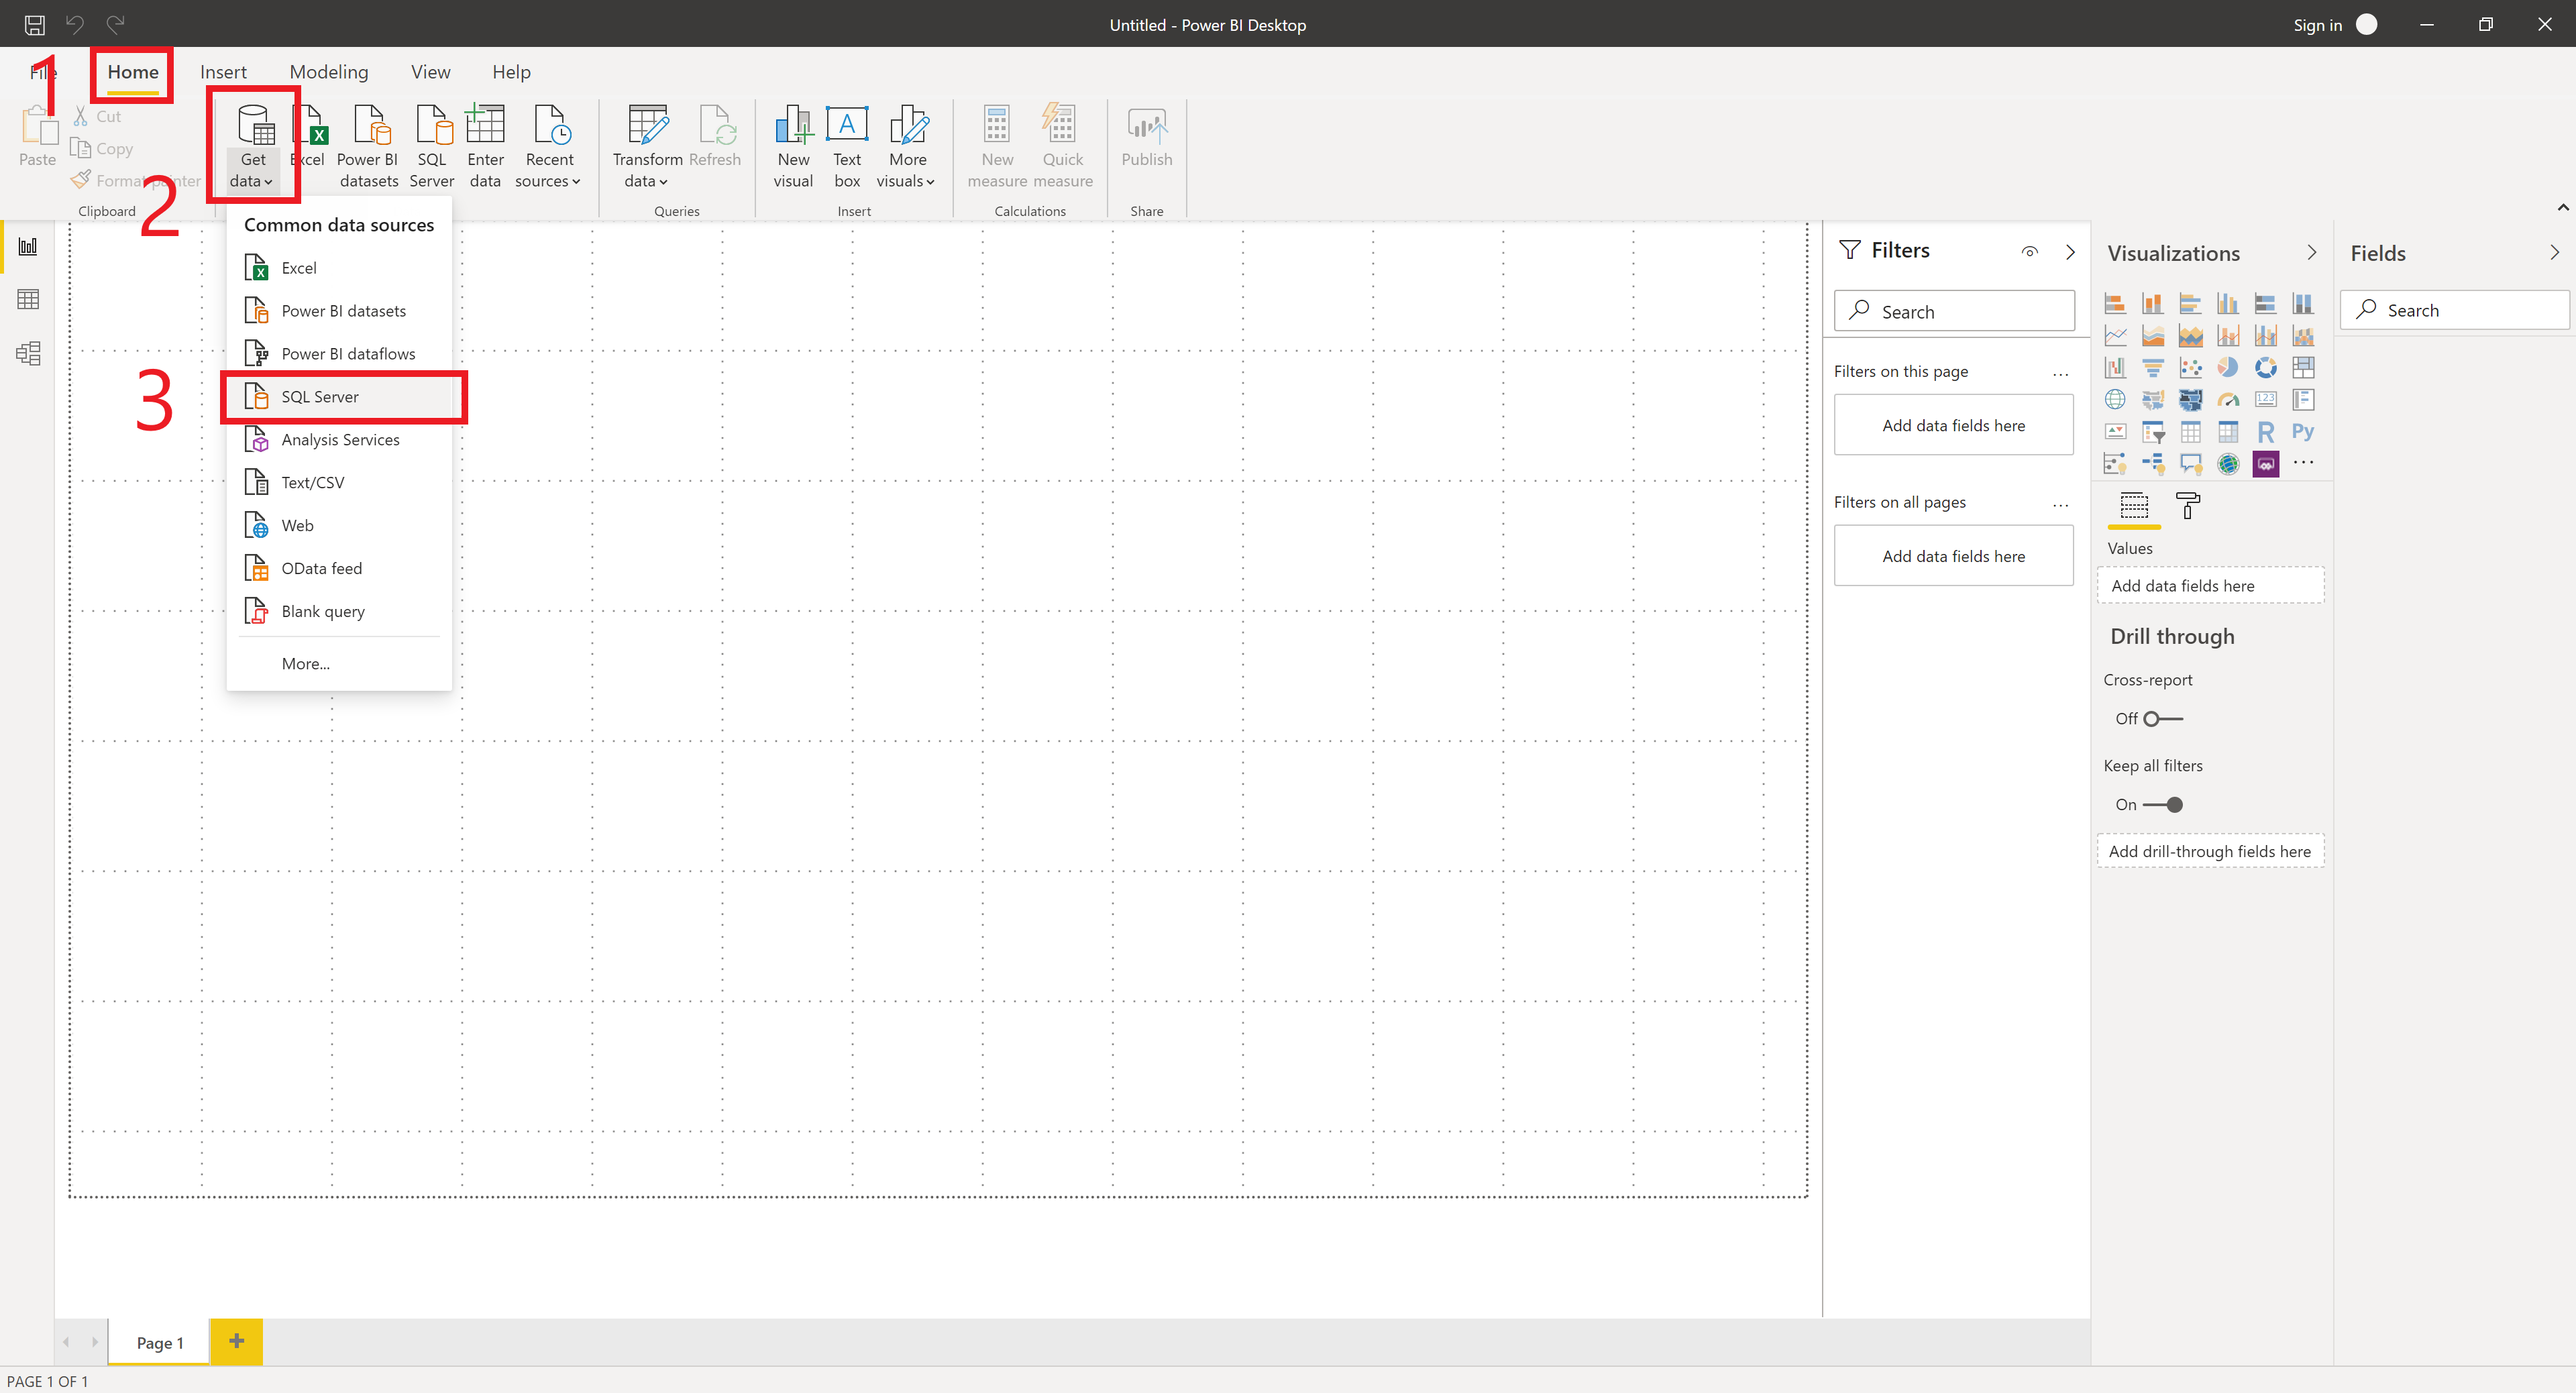 Untitled - Power BI Desktop
Sign in
1
File
Home
Insert
Modeling
View
Help
Paste
Cut
Copy
Format painter
Clipboard
2
Get
data
Excel
Power BI
datasets
SQL
Server
Enter
data
Recent
sources
Transform
data
Refresh
Queries
New
visual
Text
box
More
visuals
Insert
New
measure
Quick
measure
Calculations
Publish
Share
Common data sources
Excel
Power BI datasets
Power BI dataflows
3
SQL Server
Analysis Services
Text/CSV
Web
OData feed
Blank query
More...
Filters
Search
Filters on this page
...
Add data fields here
Filters on all pages
...
Add data fields here
Visualizations
123
R
Py
...
Values
Add data fields here
Drill through
Cross-report
Off
Keep all filters
On
Add drill-through fields here
Fields
Search
Page 1
+
PAGE 1 OF 1